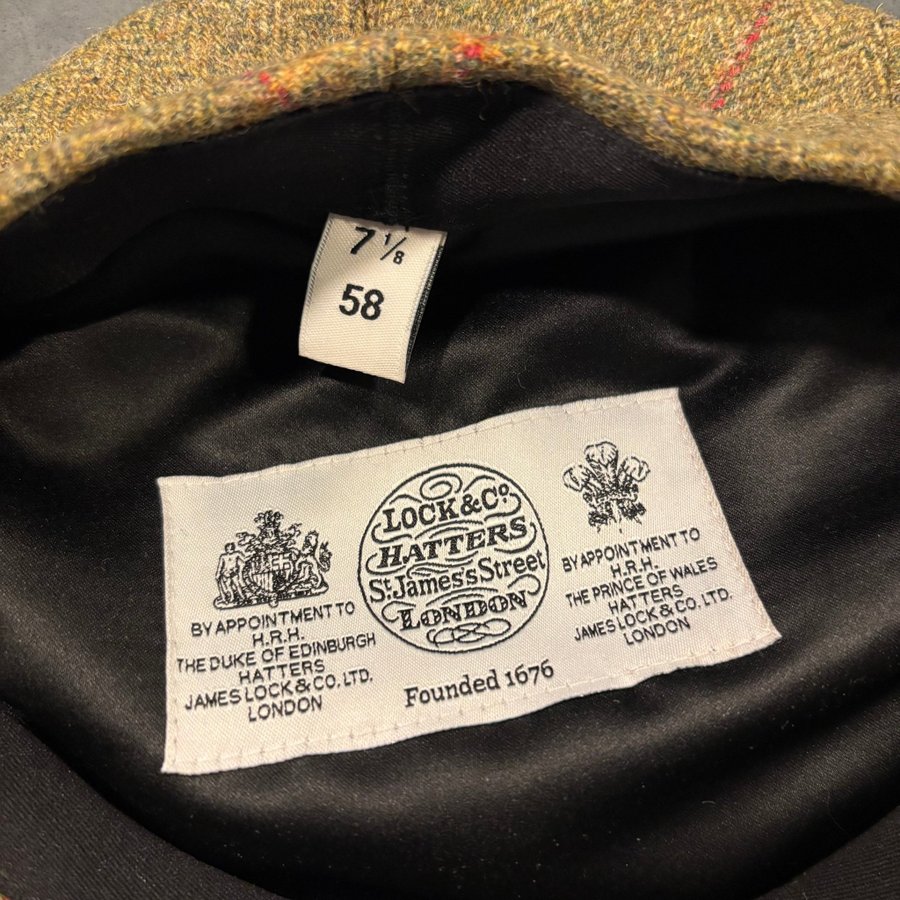 7 1/8
58
BY APPOINTMENT TO
H.R.H.
THE DUKE OF EDINBURGH
HATTERS
JAMES LOCK & CO. LTD.
LONDON
LOCK & Co.
HATTERS
St. James's Street
LONDON
Founded 1676
BY APPOINTMENT TO
H.R.H.
THE PRINCE OF WALES
HATTERS
JAMES LOCK & CO. LTD.
LONDON